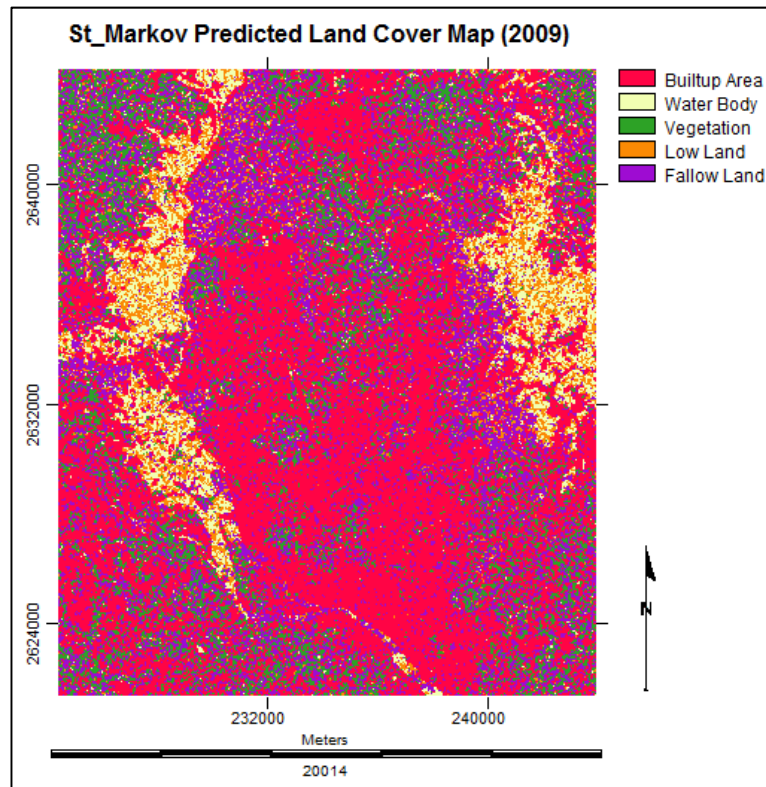 St_Markov Predicted Land Cover Map (2009)
Builtup Area
Water Body
Vegetation
Low Land
Fallow Land
2640000
2632000
2624000
N
232000
240000
Meters
20014